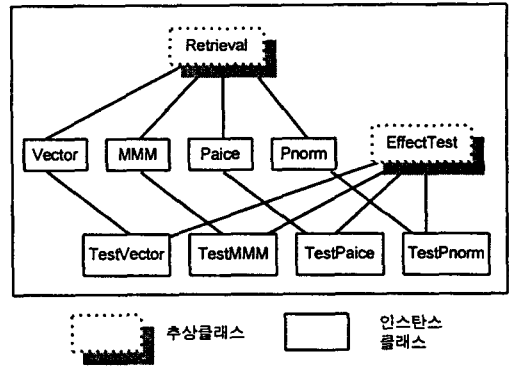 Retrieval
Vector
MMM
Paice
Pnorm
EffectTest
TestVector
TestMMM
TestPaice
TestPnorm
추상클래스
인스탄스
클래스